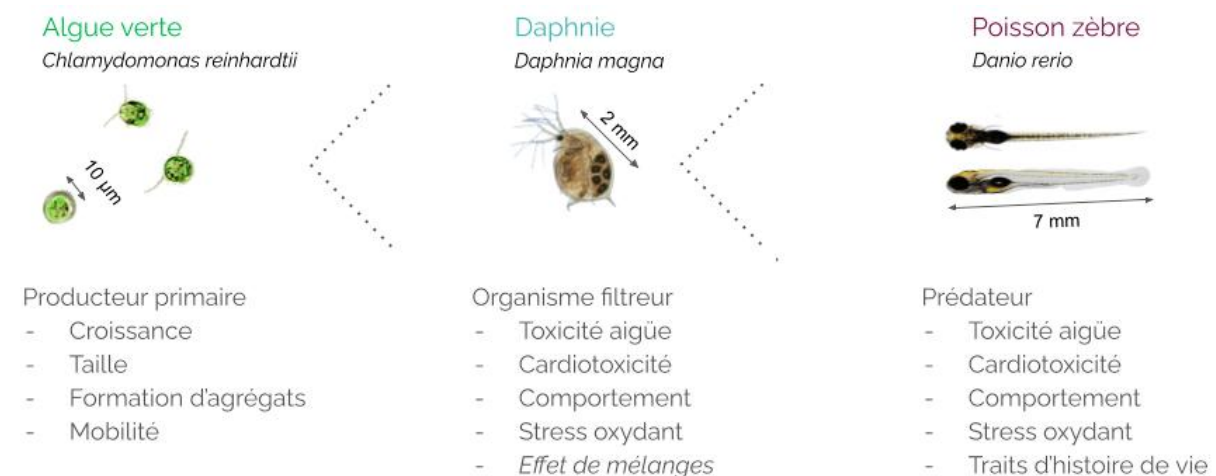 Algue verte
Chlamydomonas reinhardtii
10 µm
Producteur primaire
- Croissance
- Taille
- Formation d'agrégats
- Mobilité
Daphnie
Daphnia magna
2 mm
Organisme filtreur
- Toxicité aigüe
- Cardiotoxicité
- Comportement
- Stress oxydant
- Effet de mélanges
Poisson zèbre
Danio rerio
7 mm
Prédateur
- Toxicité aigüe
- Cardiotoxicité
- Comportement
- Stress oxydant
- Traits d'histoire de vie